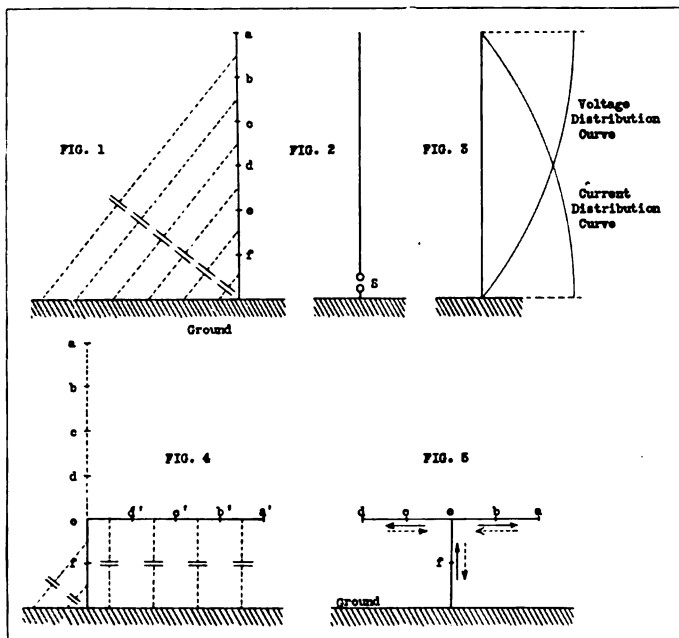 a
b
c
d
e
f
FIG. 1
FIG. 2
S
FIG. 3
Voltage
Distribution
Curve
Current
Distribution
Curve
Ground
a
b
c
d
e
f
FIG. 4
d' c' b' a'
FIG. 5
d c e b a
f
Ground